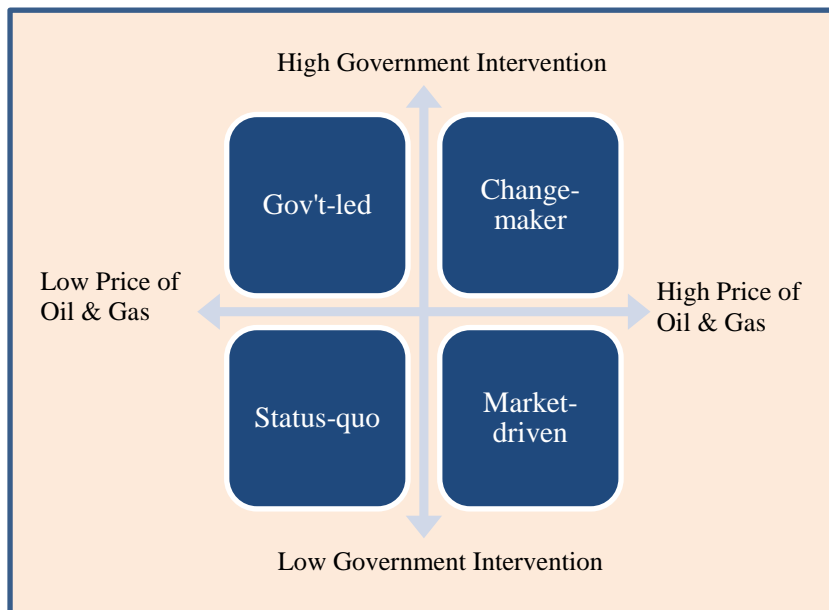 High Government Intervention
Gov't-led
Change-
maker
Low Price of
Oil & Gas
High Price of
Oil & Gas
Status-quo
Market-
driven
Low Government Intervention